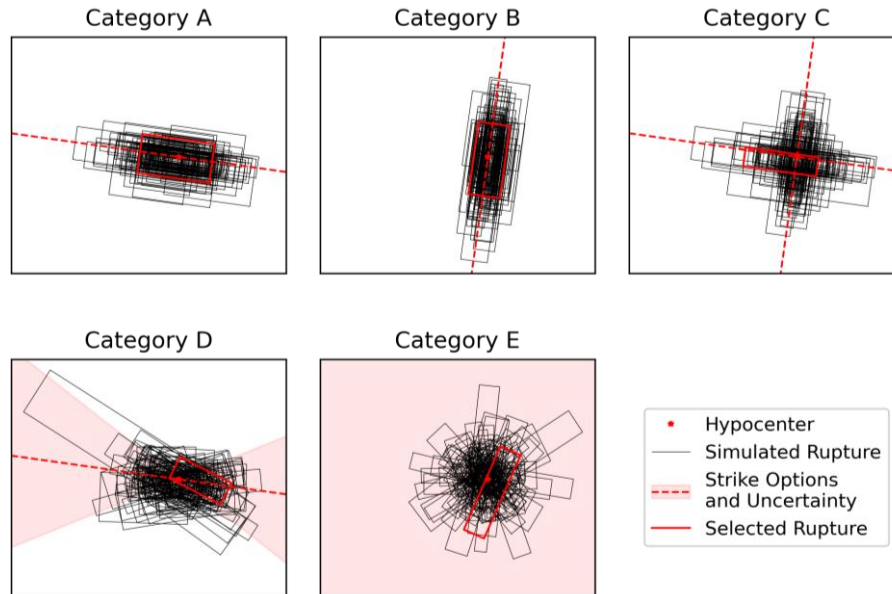 Category A
Category B
Category C
Category D
Category E
Hypocenter
Simulated Rupture
Strike Options
and Uncertainty
Selected Rupture